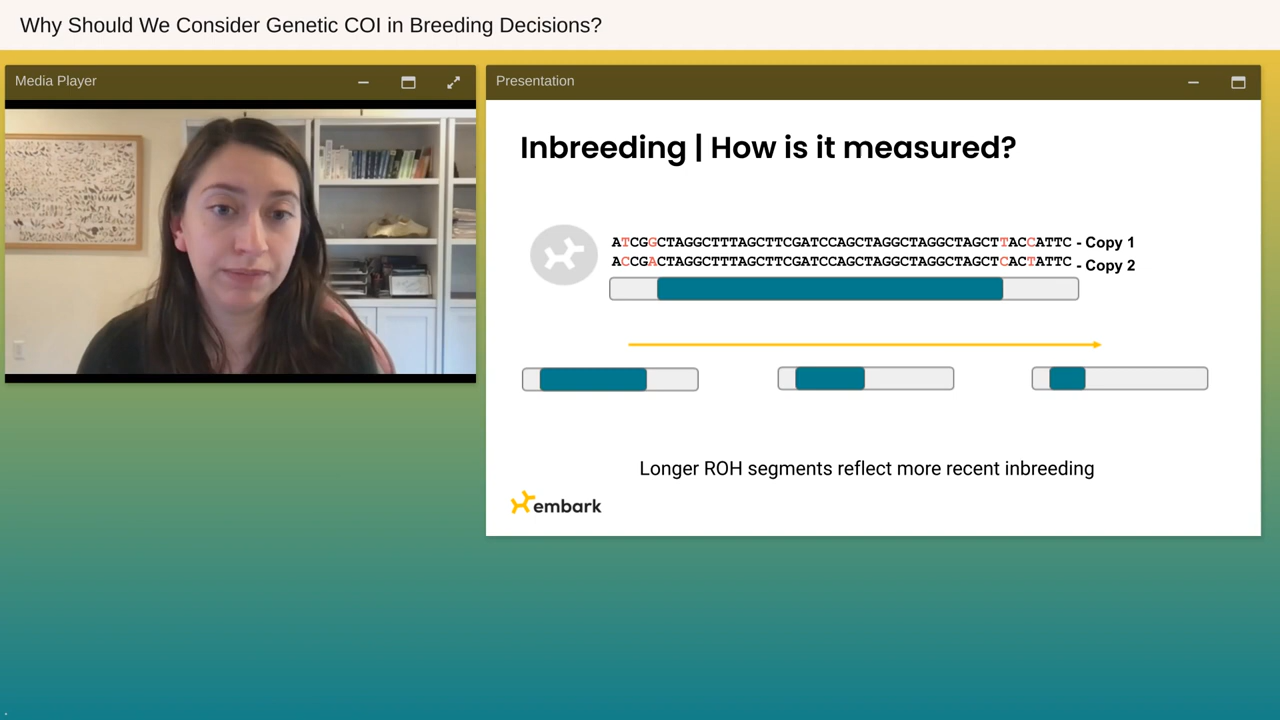 Why Should We Consider Genetic COI in Breeding Decisions?
Media Player
Presentation
Inbreeding | How is it measured?
ATCGGCTAGGCTTTAGCTTCGATCCAGCTAGGCTAGGCTAGCTTACCATTC - Copy 1
ACCGACTAGGCTTTAGCTTCGATCCAGCTAGGCTAGGCTAGCTCACTATTC - Copy 2
Longer ROH segments reflect more recent inbreeding
embark